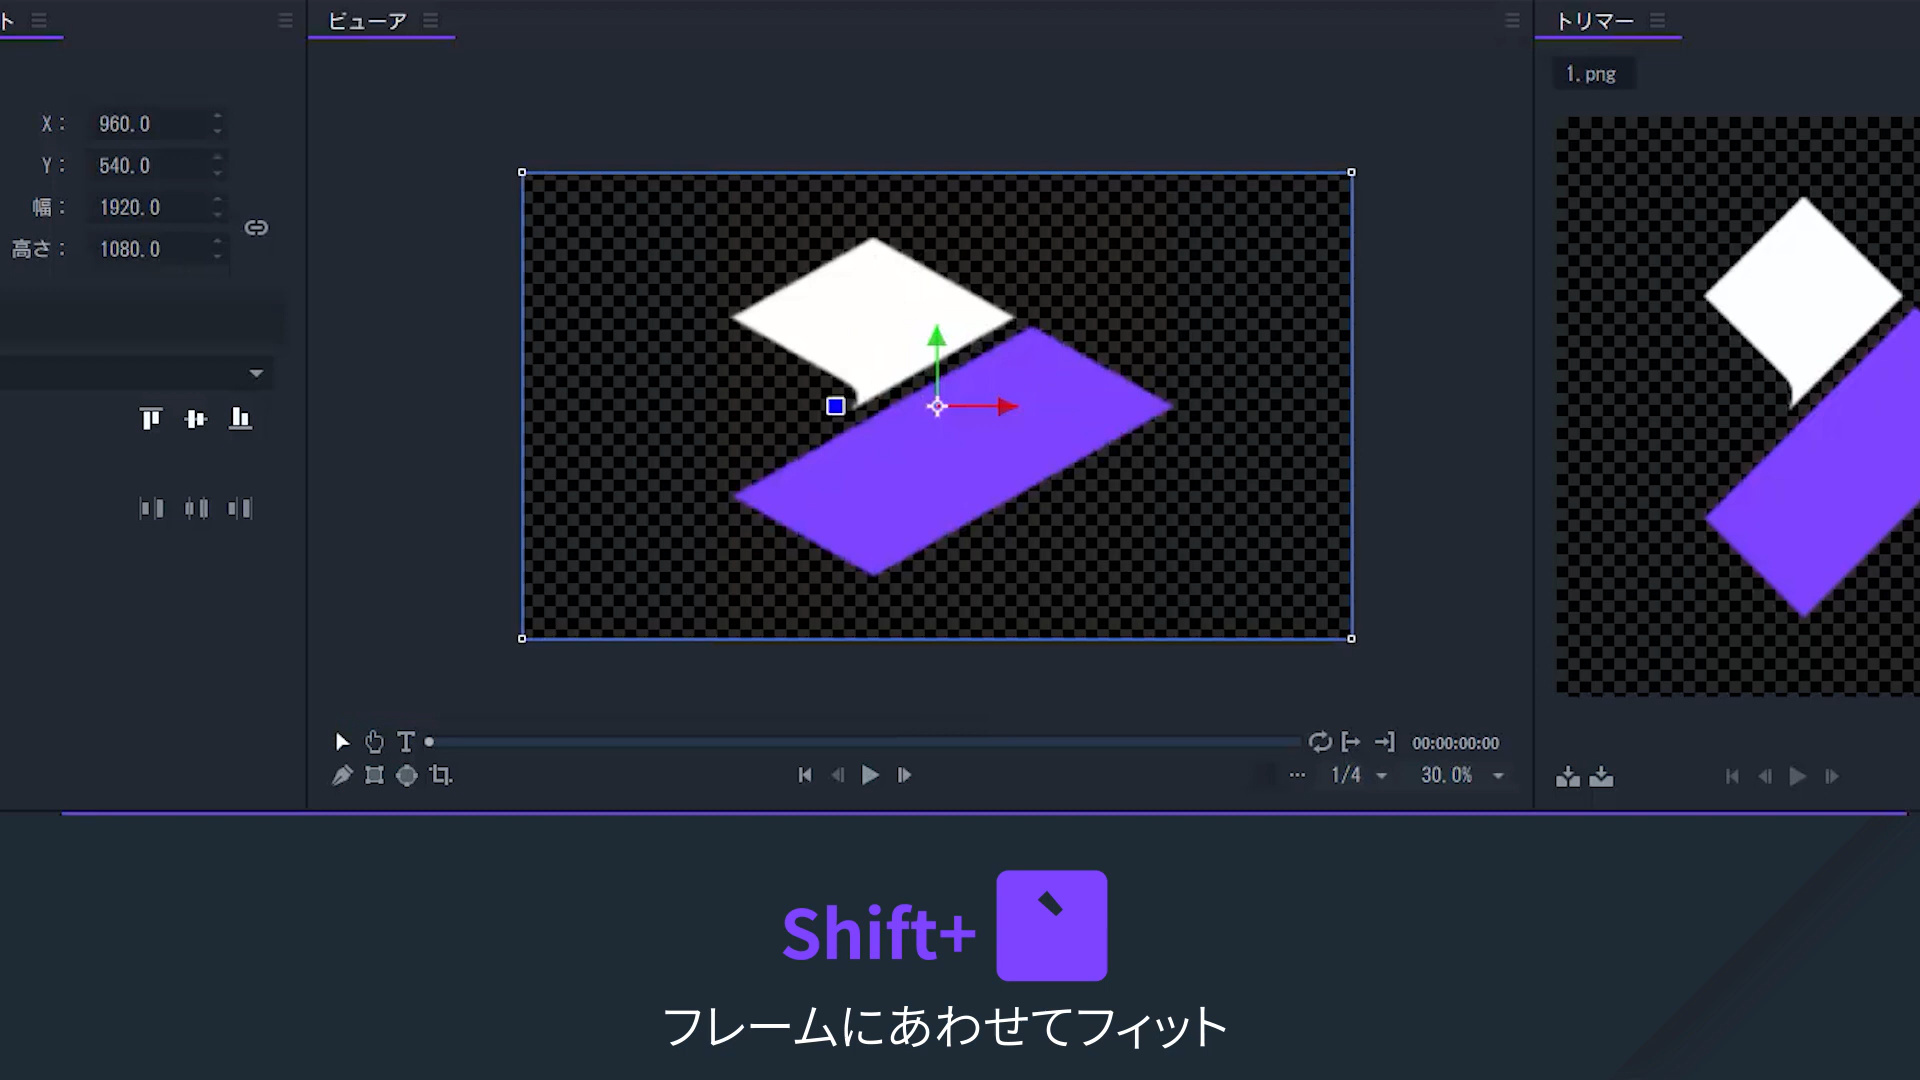 ト
ビューア
トリマー
1.png
X: 960.0
Y: 540.0
幅: 1920.0
高さ: 1080.0
T
00:00:00:00
... 1/4 30.0%
Shift+ `
フレームにあわせてフィット